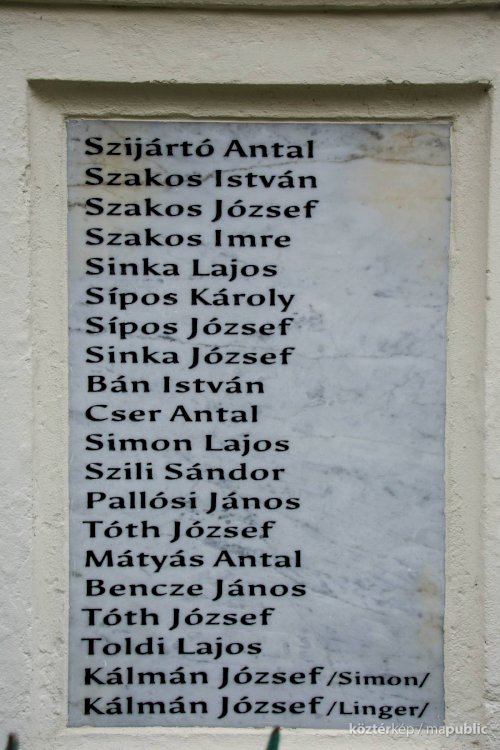 Szijártó Antal
Szakos István
Szakos József
Szakos Imre
Sinka Lajos
Sípos Károly
Sípos József
Sinka József
Bán István
Cser Antal
Simon Lajos
Szili Sándor
Pallósi János
Tóth József
Mátyás Antal
Bencze János
Tóth József
Toldi Lajos
Kálmán József /Simon/
Kálmán József /Linger/
köztérkép / mapublic